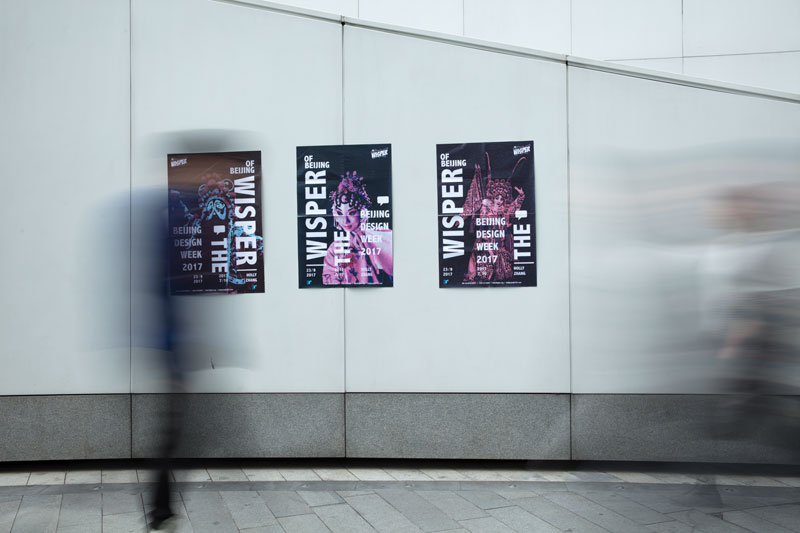 WISPER
OF
BEIJING
WISPER
THE
BEIJING
DESIGN
WEEK
2017
23/9
2017
OF
BEIJING
WISPER
WISPER
THE
BEIJING
DESIGN
WEEK
2017
23/9
2017
HOLLY
ZHANG
OF
BEIJING
WISPER
WISPER
THE
BEIJING
DESIGN
WEEK
2017
23/9
2017
HOLLY
ZHANG